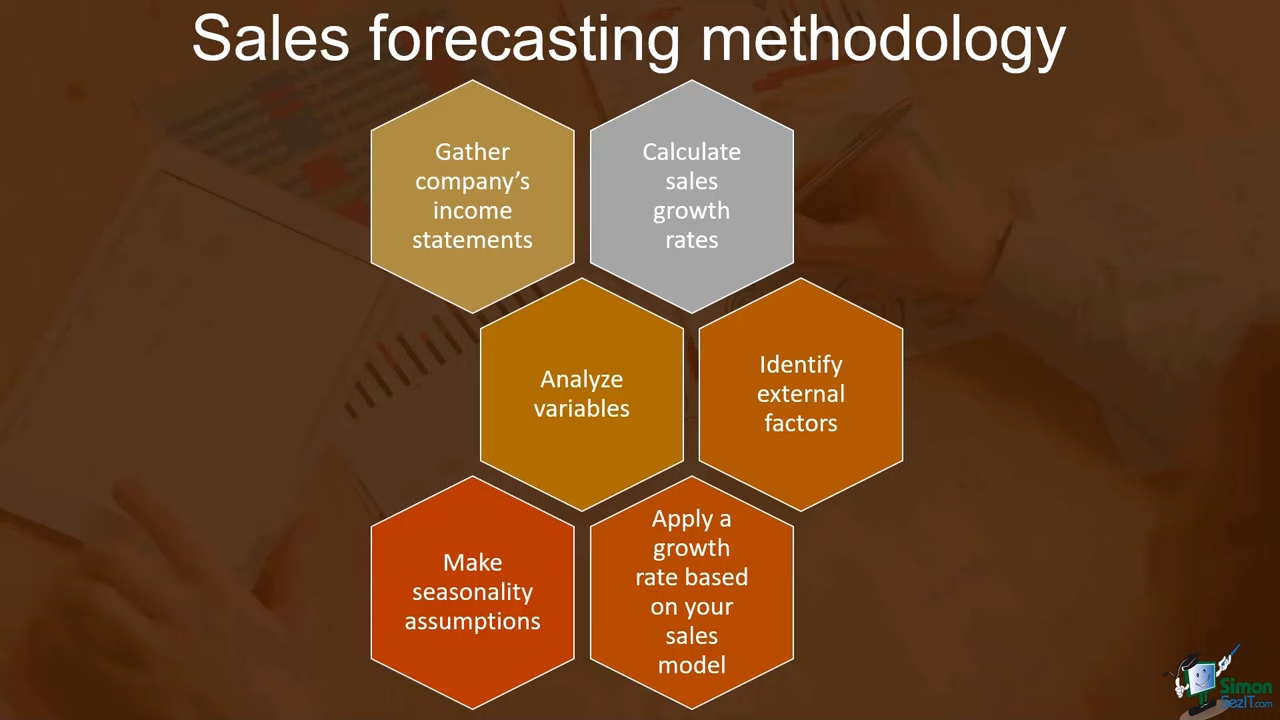 Sales forecasting methodology
Gather
company’s
income
statements
Calculate
sales
growth
rates
Analyze
variables
Identify
external
factors
Make
seasonality
assumptions
Apply a
growth
rate based
on your
sales
model
Simon
SezIT.com